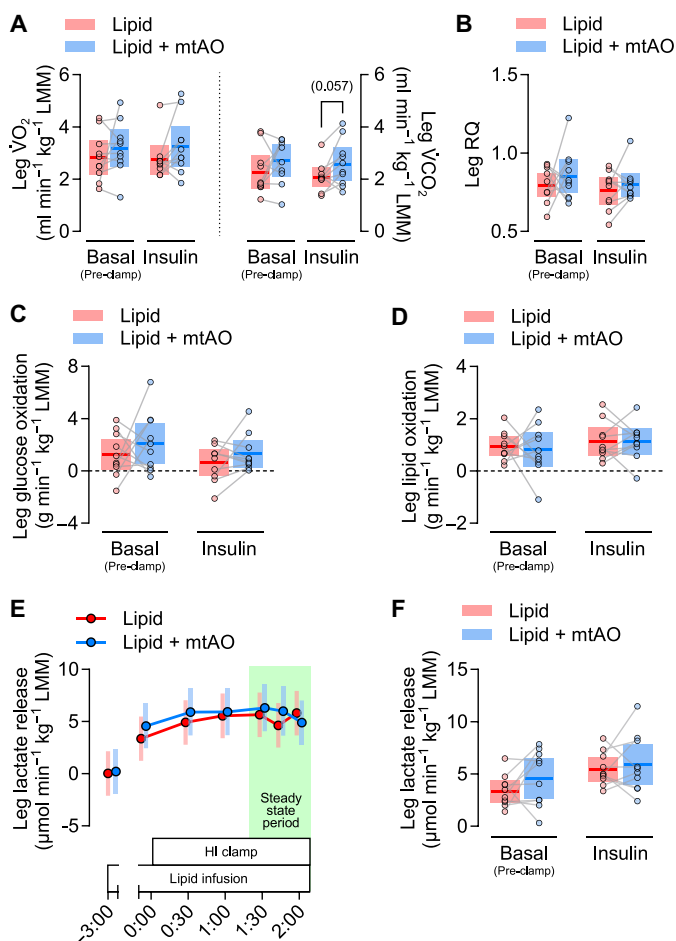 A
Lipid
Lipid + mtAO
Leg V̇O₂
(ml min⁻¹ kg⁻¹ LMM)
6
4
2
0
Basal
(Pre-clamp)
Insulin
(0.057)
6
4
2
0
Leg V̇CO₂
(ml min⁻¹ kg⁻¹ LMM)
Basal
(Pre-clamp)
Insulin
B
Lipid
Lipid + mtAO
Leg RQ
1.5
1.0
0.5
Basal
(Pre-clamp)
Insulin
C
Lipid
Lipid + mtAO
Leg glucose oxidation
(g min⁻¹ kg⁻¹ LMM)
8
4
0
−4
Basal
(Pre-clamp)
Insulin
D
Lipid
Lipid + mtAO
Leg lipid oxidation
(g min⁻¹ kg⁻¹ LMM)
4
2
0
−2
Basal
(Pre-clamp)
Insulin
E
Lipid
Lipid + mtAO
Leg lactate release
(μmol min⁻¹ kg⁻¹ LMM)
10
5
0
−5
Steady
state
period
HI clamp
Lipid infusion
−3:00
0:00
0:30
1:00
1:30
2:00
F
Lipid
Lipid + mtAO
Leg lactate release
(μmol min⁻¹ kg⁻¹ LMM)
15
10
5
0
Basal
(Pre-clamp)
Insulin